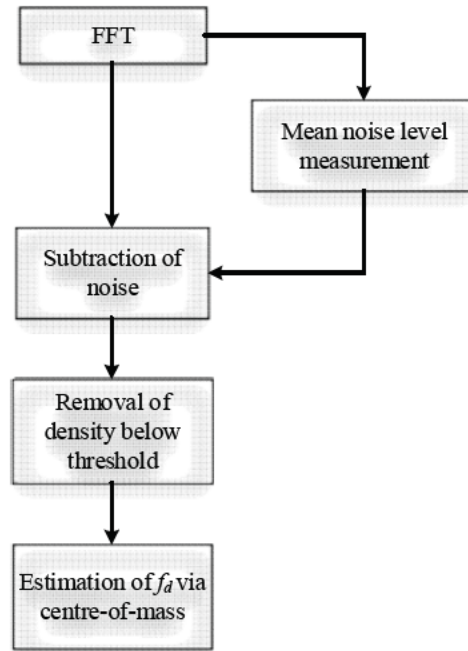 FFT
Mean noise level
measurement
Subtraction of
noise
Removal of
density below
threshold
Estimation of f_d via
centre-of-mass